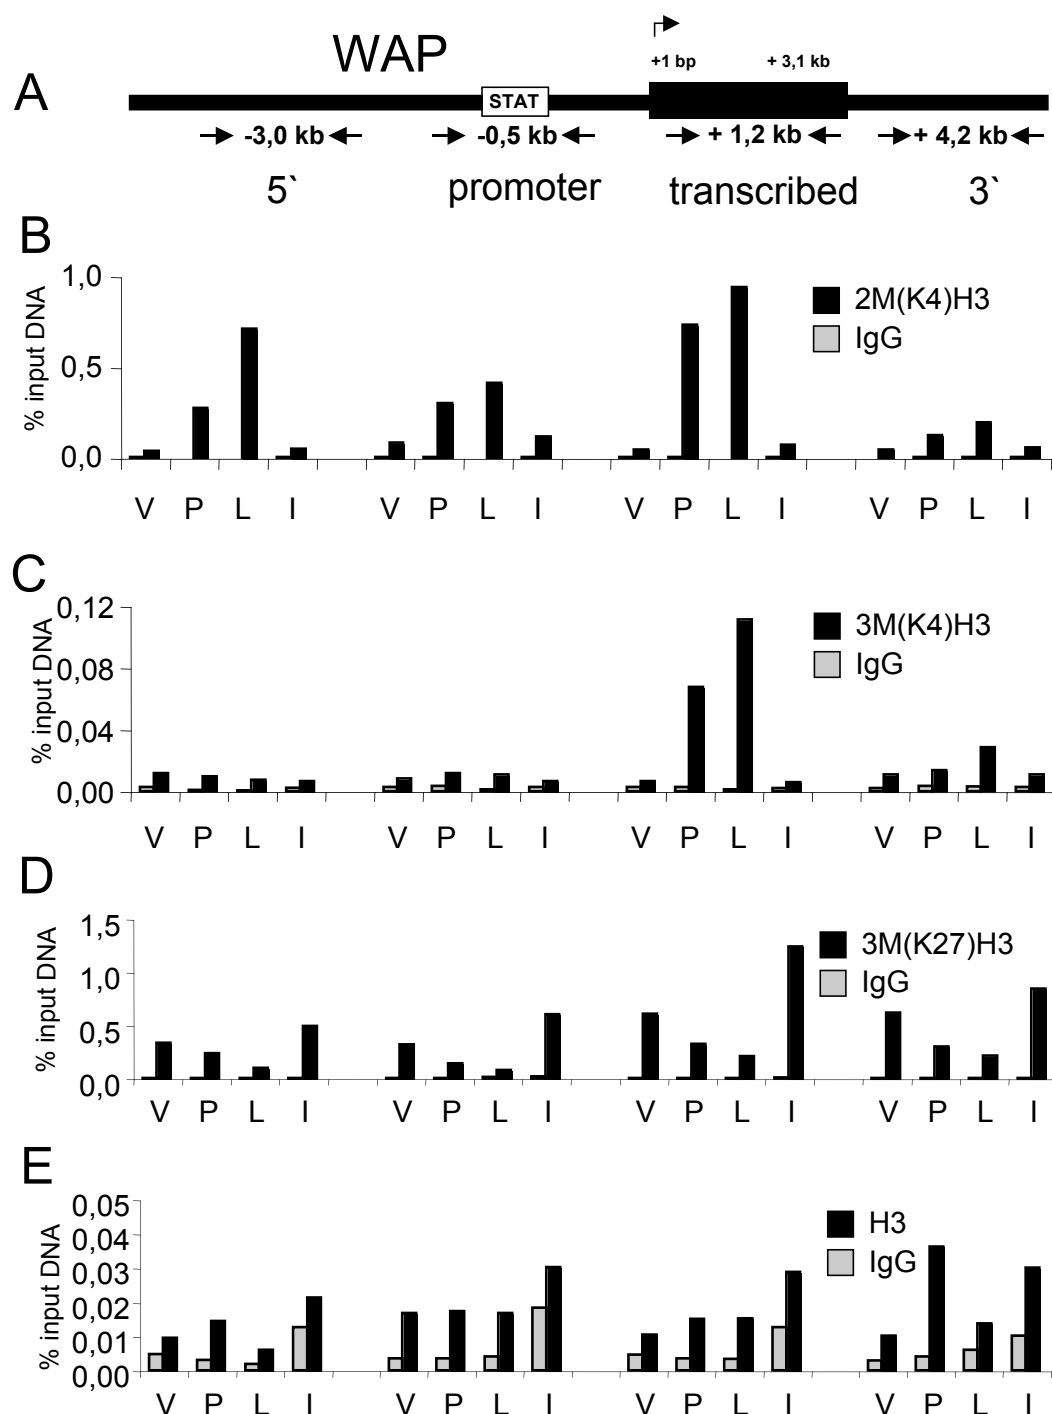 WAP
+1 bp + 3,1 kb
A
STAT
-3,0 kb -0,5 kb + 1,2 kb + 4,2 kb
5` promoter transcribed 3`
B
% input DNA
1,0
0,5
0,0
2M(K4)H3
IgG
V P L I V P L I V P L I V P L I
C
% input DNA
0,12
0,08
0,04
0,00
3M(K4)H3
IgG
V P L I V P L I V P L I V P L I
D
% input DNA
1,5
1,0
0,5
0,0
3M(K27)H3
IgG
V P L I V P L I V P L I V P L I
E
% input DNA
0,05
0,04
0,03
0,02
0,01
0,00
H3
IgG
V P L I V P L I V P L I V P L I